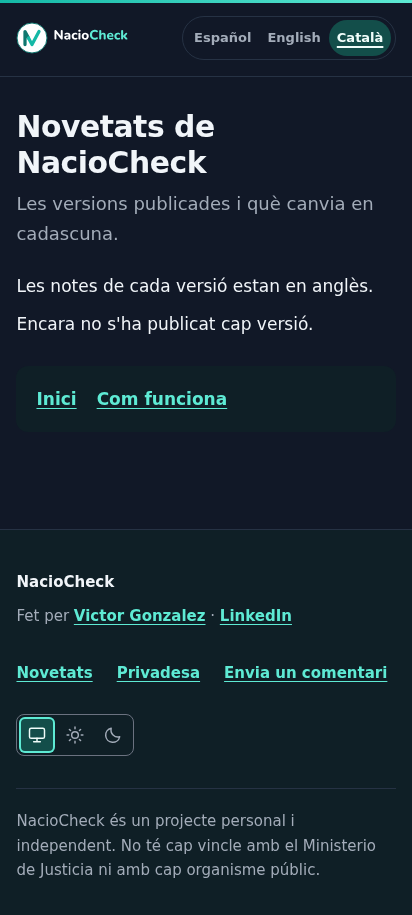 NacioCheck
Español English Català
Novetats de
NacioCheck
Les versions publicades i què canvia en
cadascuna.
Les notes de cada versió estan en anglès.
Encara no s'ha publicat cap versió.
Inici Com funciona
NacioCheck
Fet per Victor Gonzalez · LinkedIn
Novetats Privadesa Envia un comentari
NacioCheck és un projecte personal i
independent. No té cap vincle amb el Ministerio
de Justicia ni amb cap organisme públic.